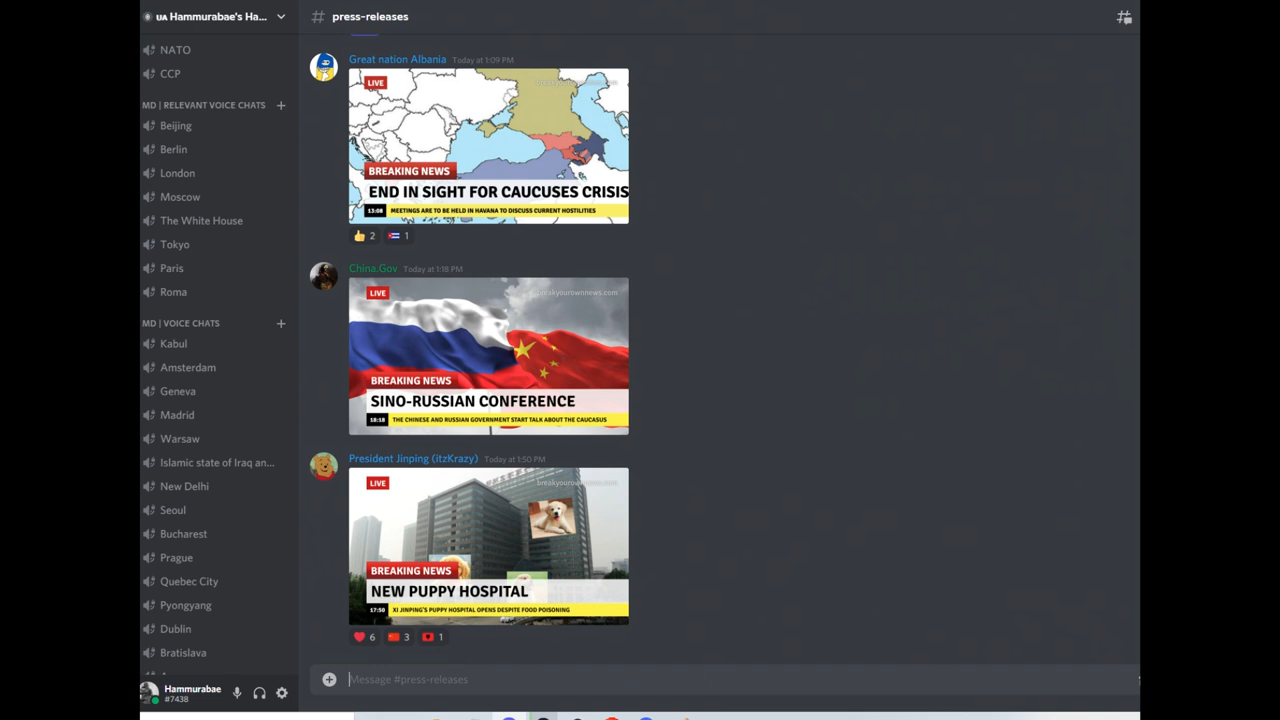 UA Hammurabae's Ha...
NATO
CCP
MD | RELEVANT VOICE CHATS
Beijing
Berlin
London
Moscow
The White House
Tokyo
Paris
Roma
MD | VOICE CHATS
Kabul
Amsterdam
Geneva
Madrid
Warsaw
Islamic state of Iraq an...
New Delhi
Seoul
Bucharest
Prague
Quebec City
Pyongyang
Dublin
Bratislava
Hammurabae
#7438
# press-releases
Great nation Albania Today at 1:09 PM
LIVE
breakyourownnews.com
BREAKING NEWS
END IN SIGHT FOR CAUCUSES CRISIS
13:08 MEETINGS ARE TO BE HELD IN HAVANA TO DISCUSS CURRENT HOSTILITIES
2 1
China.Gov Today at 1:18 PM
LIVE
breakyourownnews.com
BREAKING NEWS
SINO-RUSSIAN CONFERENCE
18:18 THE CHINESE AND RUSSIAN GOVERNMENT START TALK ABOUT THE CAUCASUS
President Jinping (itzKrazy) Today at 1:50 PM
LIVE
breakyourownnews.com
BREAKING NEWS
NEW PUPPY HOSPITAL
17:50 XI JINPING'S PUPPY HOSPITAL OPENS DESPITE FOOD POISONING
6 3 1
Message #press-releases